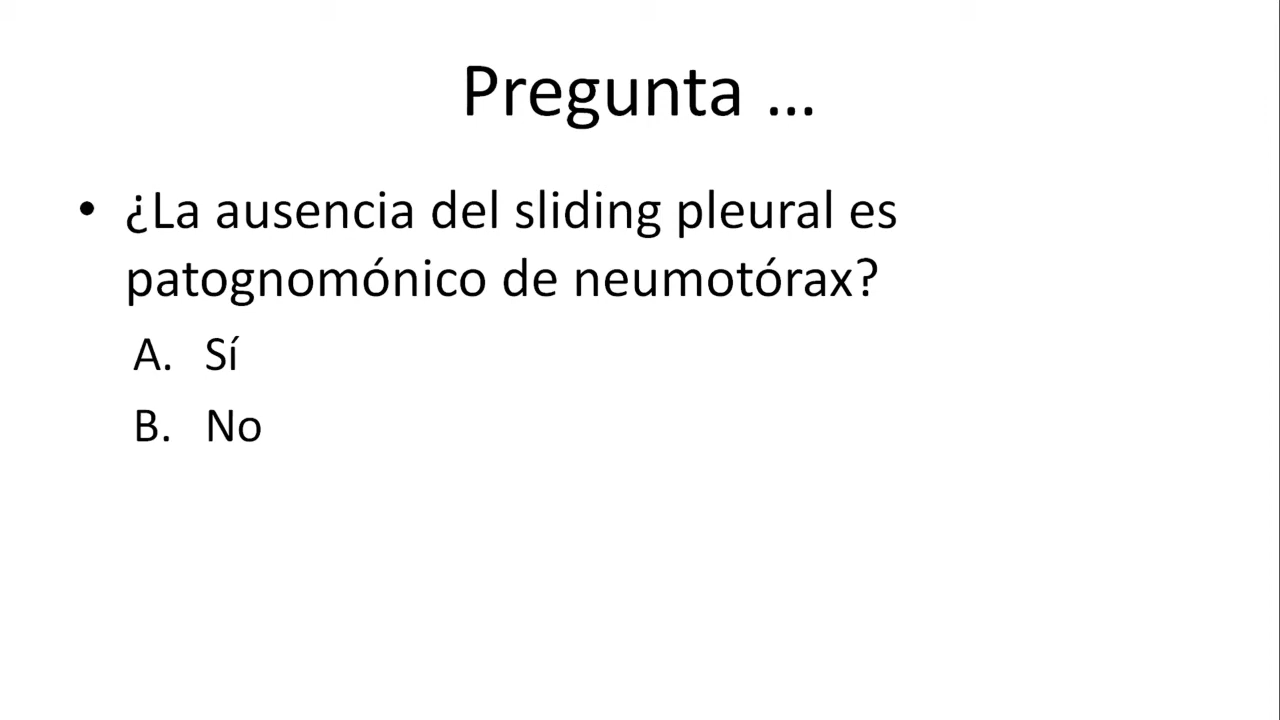 Pregunta ...
• ¿La ausencia del sliding pleural es
patognomónico de neumotórax?
A. Sí
B. No